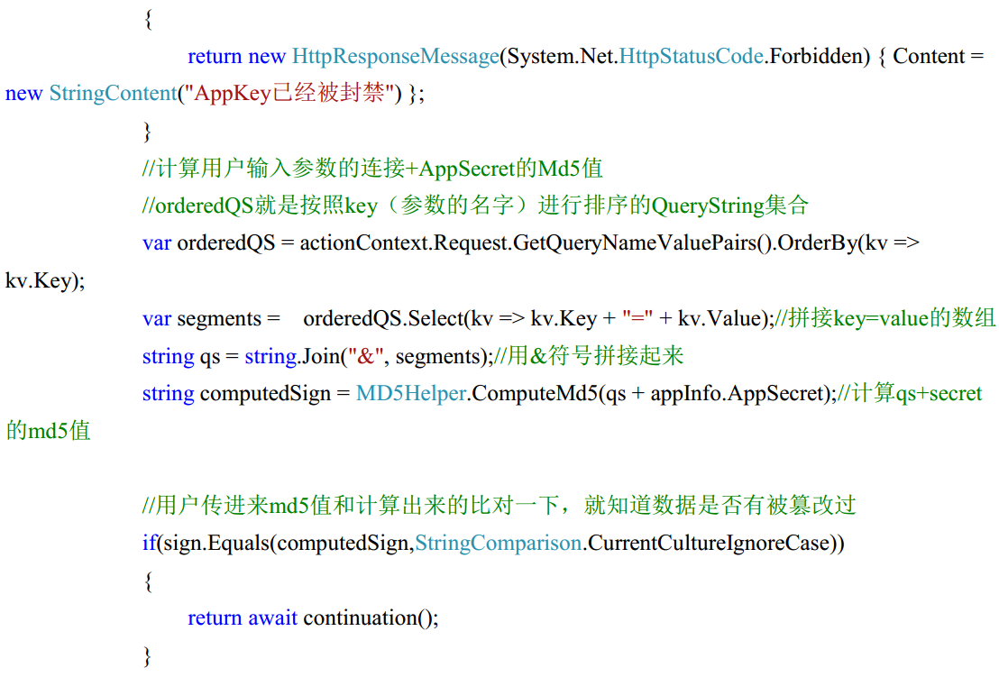 {
return new HttpResponseMessage(System.Net.HttpStatusCode.Forbidden) { Content =
new StringContent("AppKey已经被封禁") };
}
//计算用户输入参数的连接+AppSecret的Md5值
//orderedQS就是按照key（参数的名字）进行排序的QueryString集合
var orderedQS = actionContext.Request.GetQueryNameValuePairs().OrderBy(kv =>
kv.Key);
var segments = orderedQS.Select(kv => kv.Key + "=" + kv.Value);//拼接key=value的数组
string qs = string.Join("&", segments);//用&符号拼接起来
string computedSign = MD5Helper.ComputeMd5(qs + appInfo.AppSecret);//计算qs+secret
的md5值
//用户传进来md5值和计算出来的比对一下，就知道数据是否有被篡改过
if(sign.Equals(computedSign,StringComparison.CurrentCultureIgnoreCase))
{
return await continuation();
}